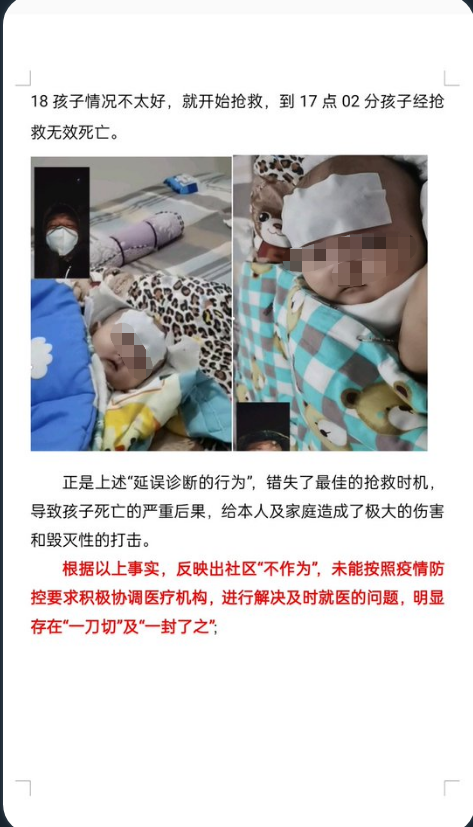 18 孩子情况不太好，就开始抢救，到 17 点 02 分孩子经抢
救无效死亡。
正是上述“延误诊断的行为”，错失了最佳的抢救时机，
导致孩子死亡的严重后果，给本人及家庭造成了极大的伤害
和毁灭性的打击。
根据以上事实，反映出社区“不作为”，未能按照疫情防
控要求积极协调医疗机构，进行解决及时就医的问题，明显
存在“一刀切”及“一封了之”;